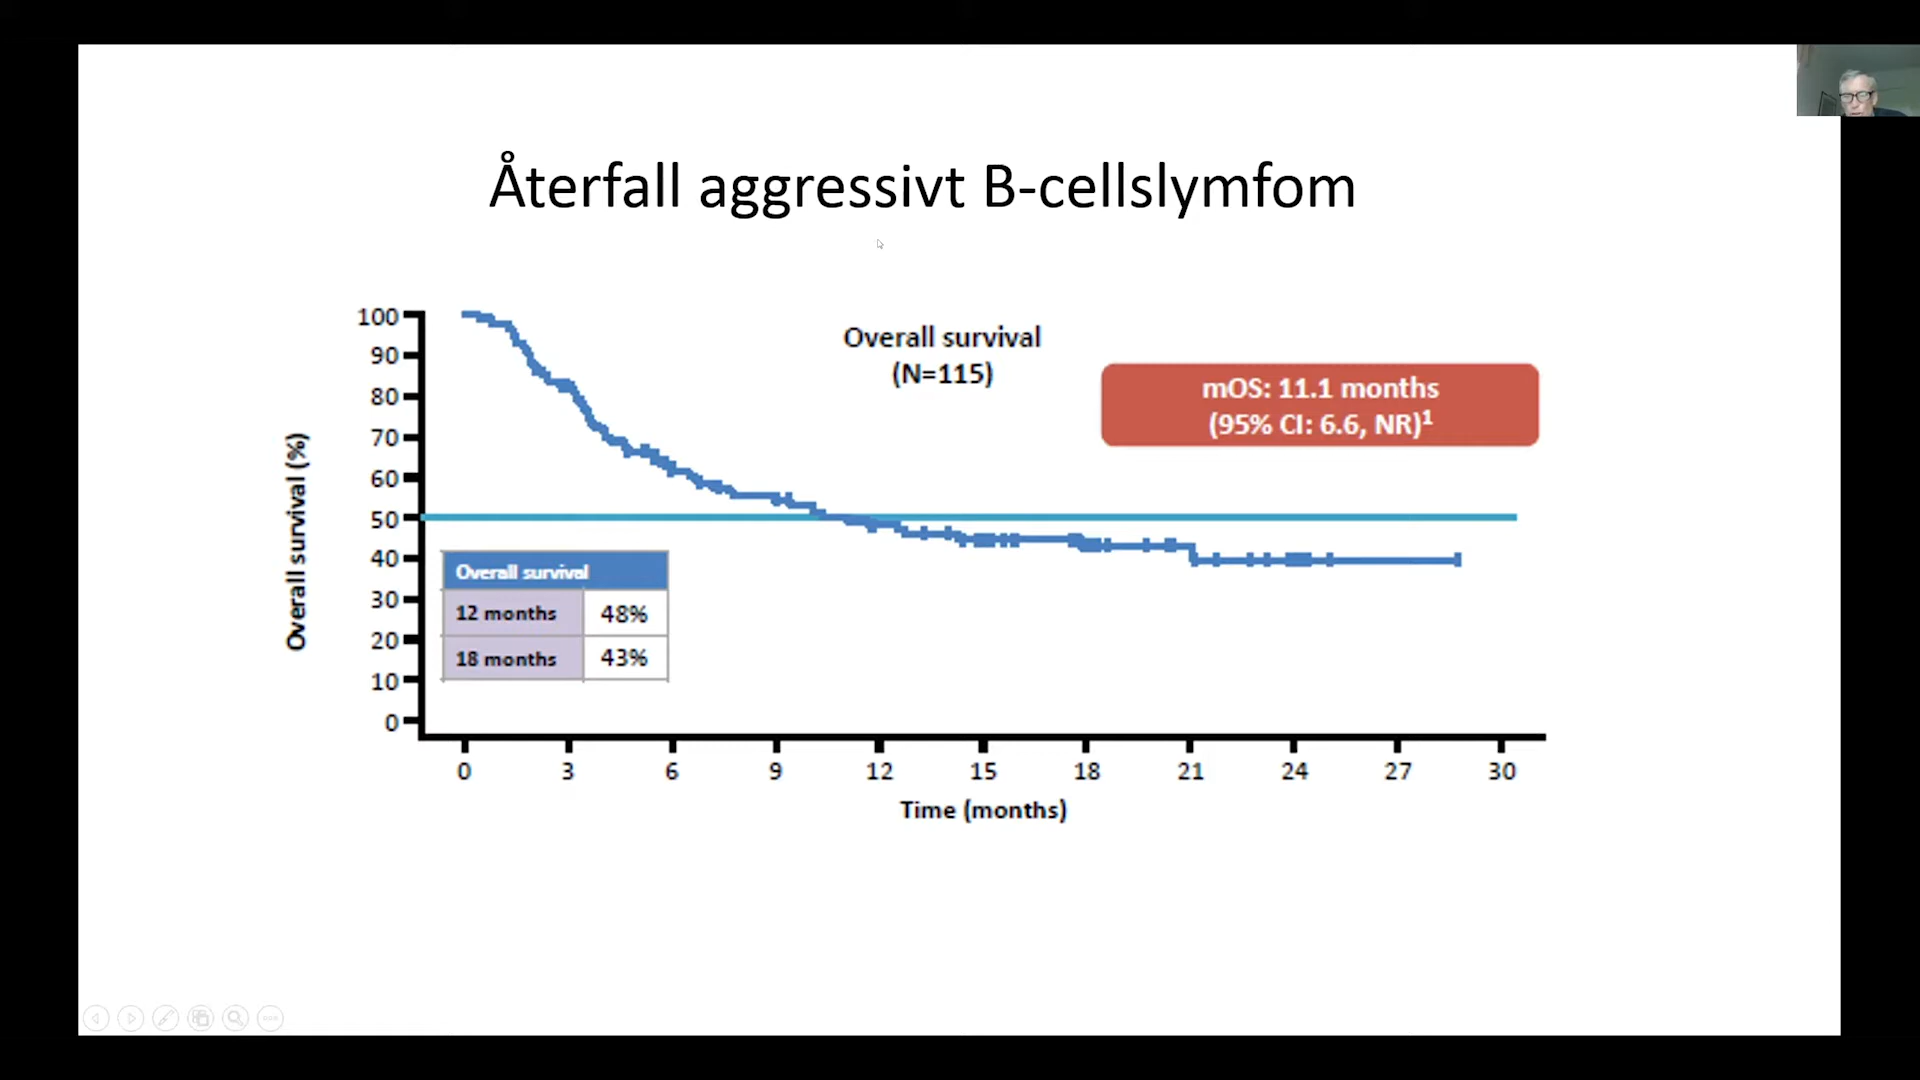 Återfall aggressivt B-cellslymfom
Overall survival
(N=115)
mOS: 11.1 months
(95% CI: 6.6, NR)¹
Overall survival (%)
100
90
80
70
60
50
40
30
20
10
0
Overall survival
12 months 48%
18 months 43%
0 3 6 9 12 15 18 21 24 27 30
Time (months)